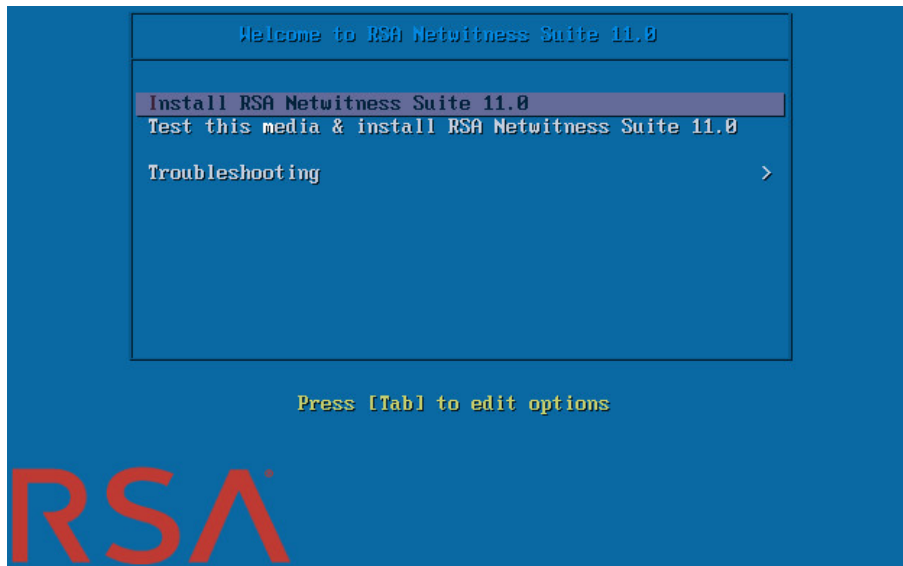 Welcome to RSA Netwitness Suite 11.0
Install RSA Netwitness Suite 11.0
Test this media & install RSA Netwitness Suite 11.0
Troubleshooting >
Press [Tab] to edit options
RSA